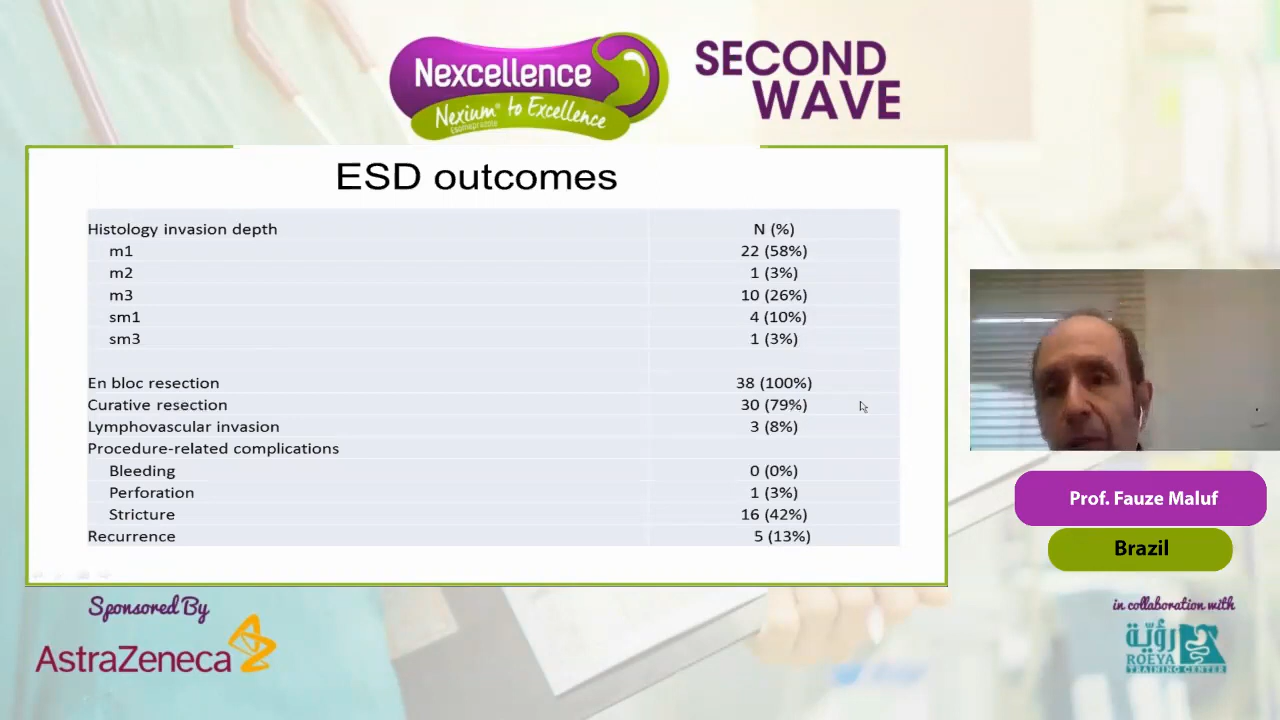 Nexcellence
Nexium® to Excellence
Esomeprazole
SECOND
WAVE
ESD outcomes
Histology invasion depth N (%)
m1 22 (58%)
m2 1 (3%)
m3 10 (26%)
sm1 4 (10%)
sm3 1 (3%)
En bloc resection 38 (100%)
Curative resection 30 (79%)
Lymphovascular invasion 3 (8%)
Procedure-related complications
Bleeding 0 (0%)
Perforation 1 (3%)
Stricture 16 (42%)
Recurrence 5 (13%)
Prof. Fauze Maluf
Brazil
Sponsored By
AstraZeneca
in collaboration with
رؤية
ROEYA
TRAINING CENTER